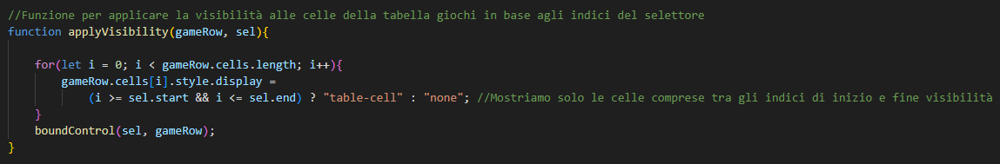 //Funzione per applicare la visibilità alle celle della tabella giochi in base agli indici del selettore
function applyVisibility(gameRow, sel){
for(let i = 0; i < gameRow.cells.length; i++){
gameRow.cells[i].style.display =
(i >= sel.start && i <= sel.end) ? "table-cell" : "none"; //Mostriamo solo le celle comprese tra gli indici di inizio e fine visibilità
}
boundControl(sel, gameRow);
}